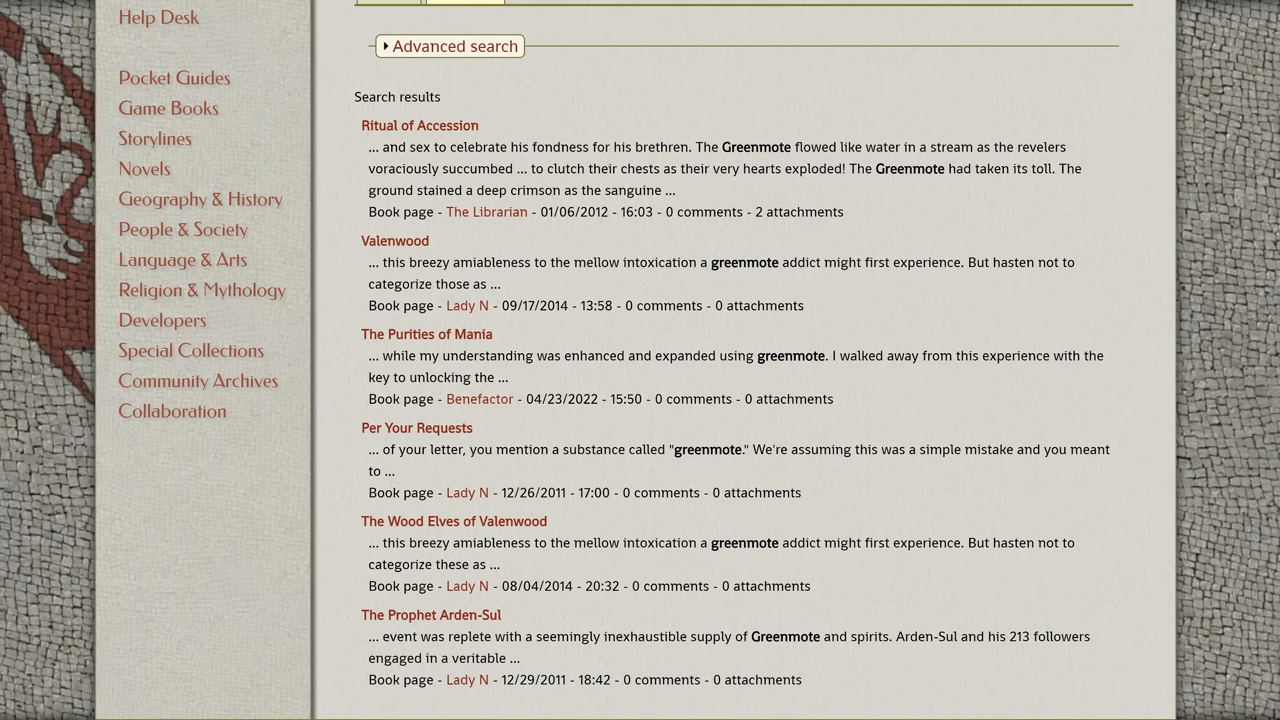 Help Desk
Pocket Guides
Game Books
Storylines
Novels
Geography & History
People & Society
Language & Arts
Religion & Mythology
Developers
Special Collections
Community Archives
Collaboration
Advanced search
Search results
Ritual of Accession
... and sex to celebrate his fondness for his brethren. The Greenmote flowed like water in a stream as the revelers
voraciously succumbed ... to clutch their chests as their very hearts exploded! The Greenmote had taken its toll. The
ground stained a deep crimson as the sanguine ...
Book page - The Librarian - 01/06/2012 - 16:03 - 0 comments - 2 attachments
Valenwood
... this breezy amiableness to the mellow intoxication a greenmote addict might first experience. But hasten not to
categorize those as ...
Book page - Lady N - 09/17/2014 - 13:58 - 0 comments - 0 attachments
The Purities of Mania
... while my understanding was enhanced and expanded using greenmote. I walked away from this experience with the
key to unlocking the ...
Book page - Benefactor - 04/23/2022 - 15:50 - 0 comments - 0 attachments
Per Your Requests
... of your letter, you mention a substance called "greenmote." We're assuming this was a simple mistake and you meant
to ...
Book page - Lady N - 12/26/2011 - 17:00 - 0 comments - 0 attachments
The Wood Elves of Valenwood
... this breezy amiableness to the mellow intoxication a greenmote addict might first experience. But hasten not to
categorize these as ...
Book page - Lady N - 08/04/2014 - 20:32 - 0 comments - 0 attachments
The Prophet Arden-Sul
... event was replete with a seemingly inexhaustible supply of Greenmote and spirits. Arden-Sul and his 213 followers
engaged in a veritable ...
Book page - Lady N - 12/29/2011 - 18:42 - 0 comments - 0 attachments